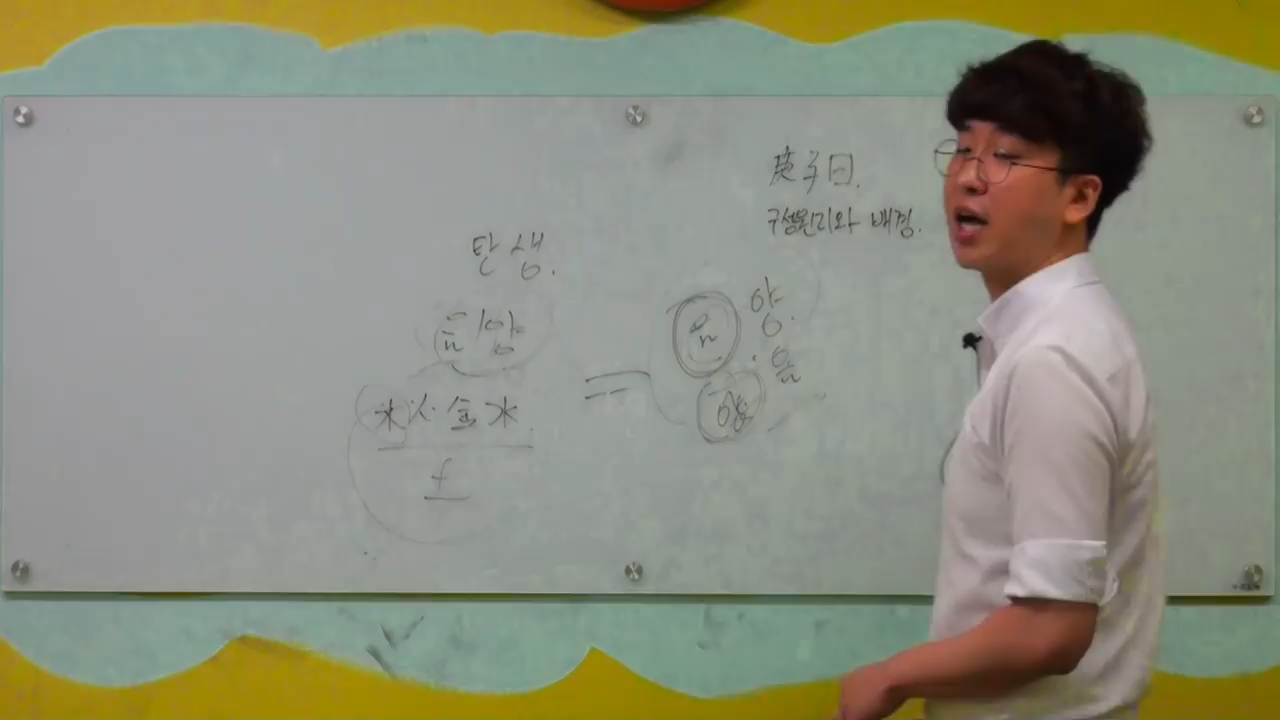 庚子日.
구성원리와 배경.
탄생.
음/양 = 음 양.
음
양
木火金水.
土